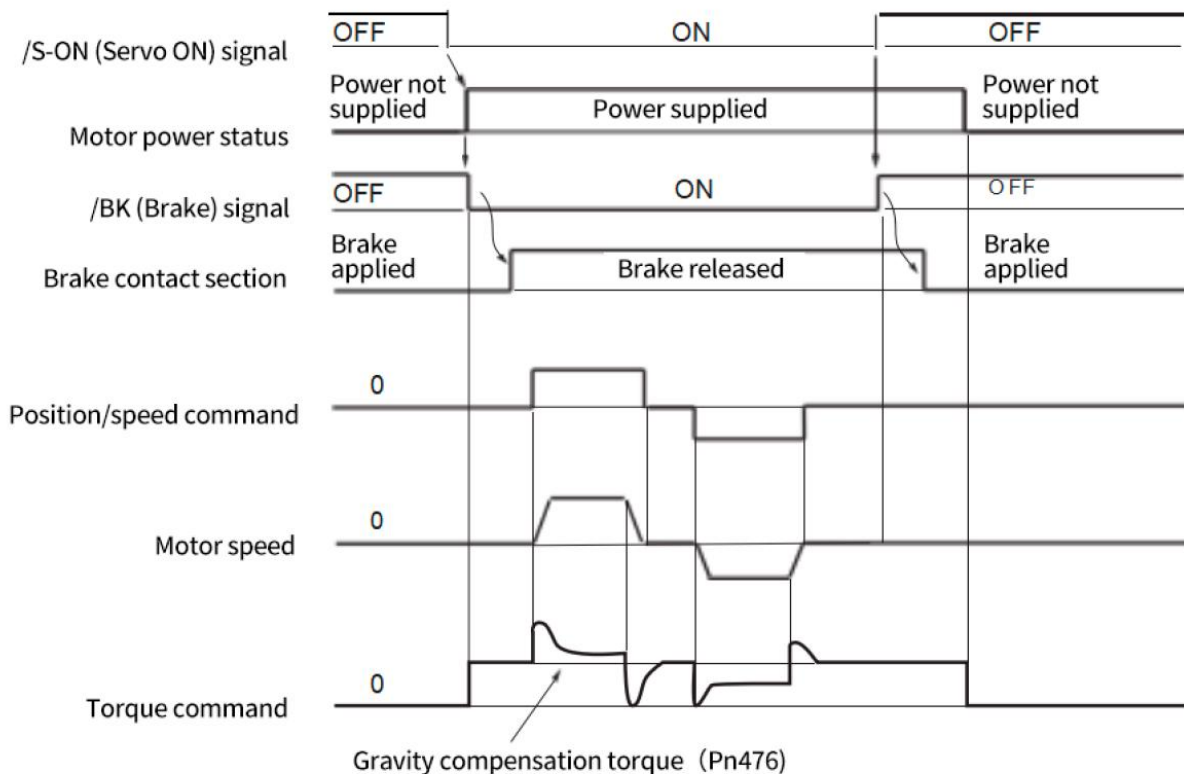 OFF ON OFF
/S-ON (Servo ON) signal
Power not supplied Power supplied Power not supplied
Motor power status
OFF ON OFF
/BK (Brake) signal
Brake applied Brake released Brake applied
Brake contact section
0
Position/speed command
0
Motor speed
0
Torque command
Gravity compensation torque (Pn476)